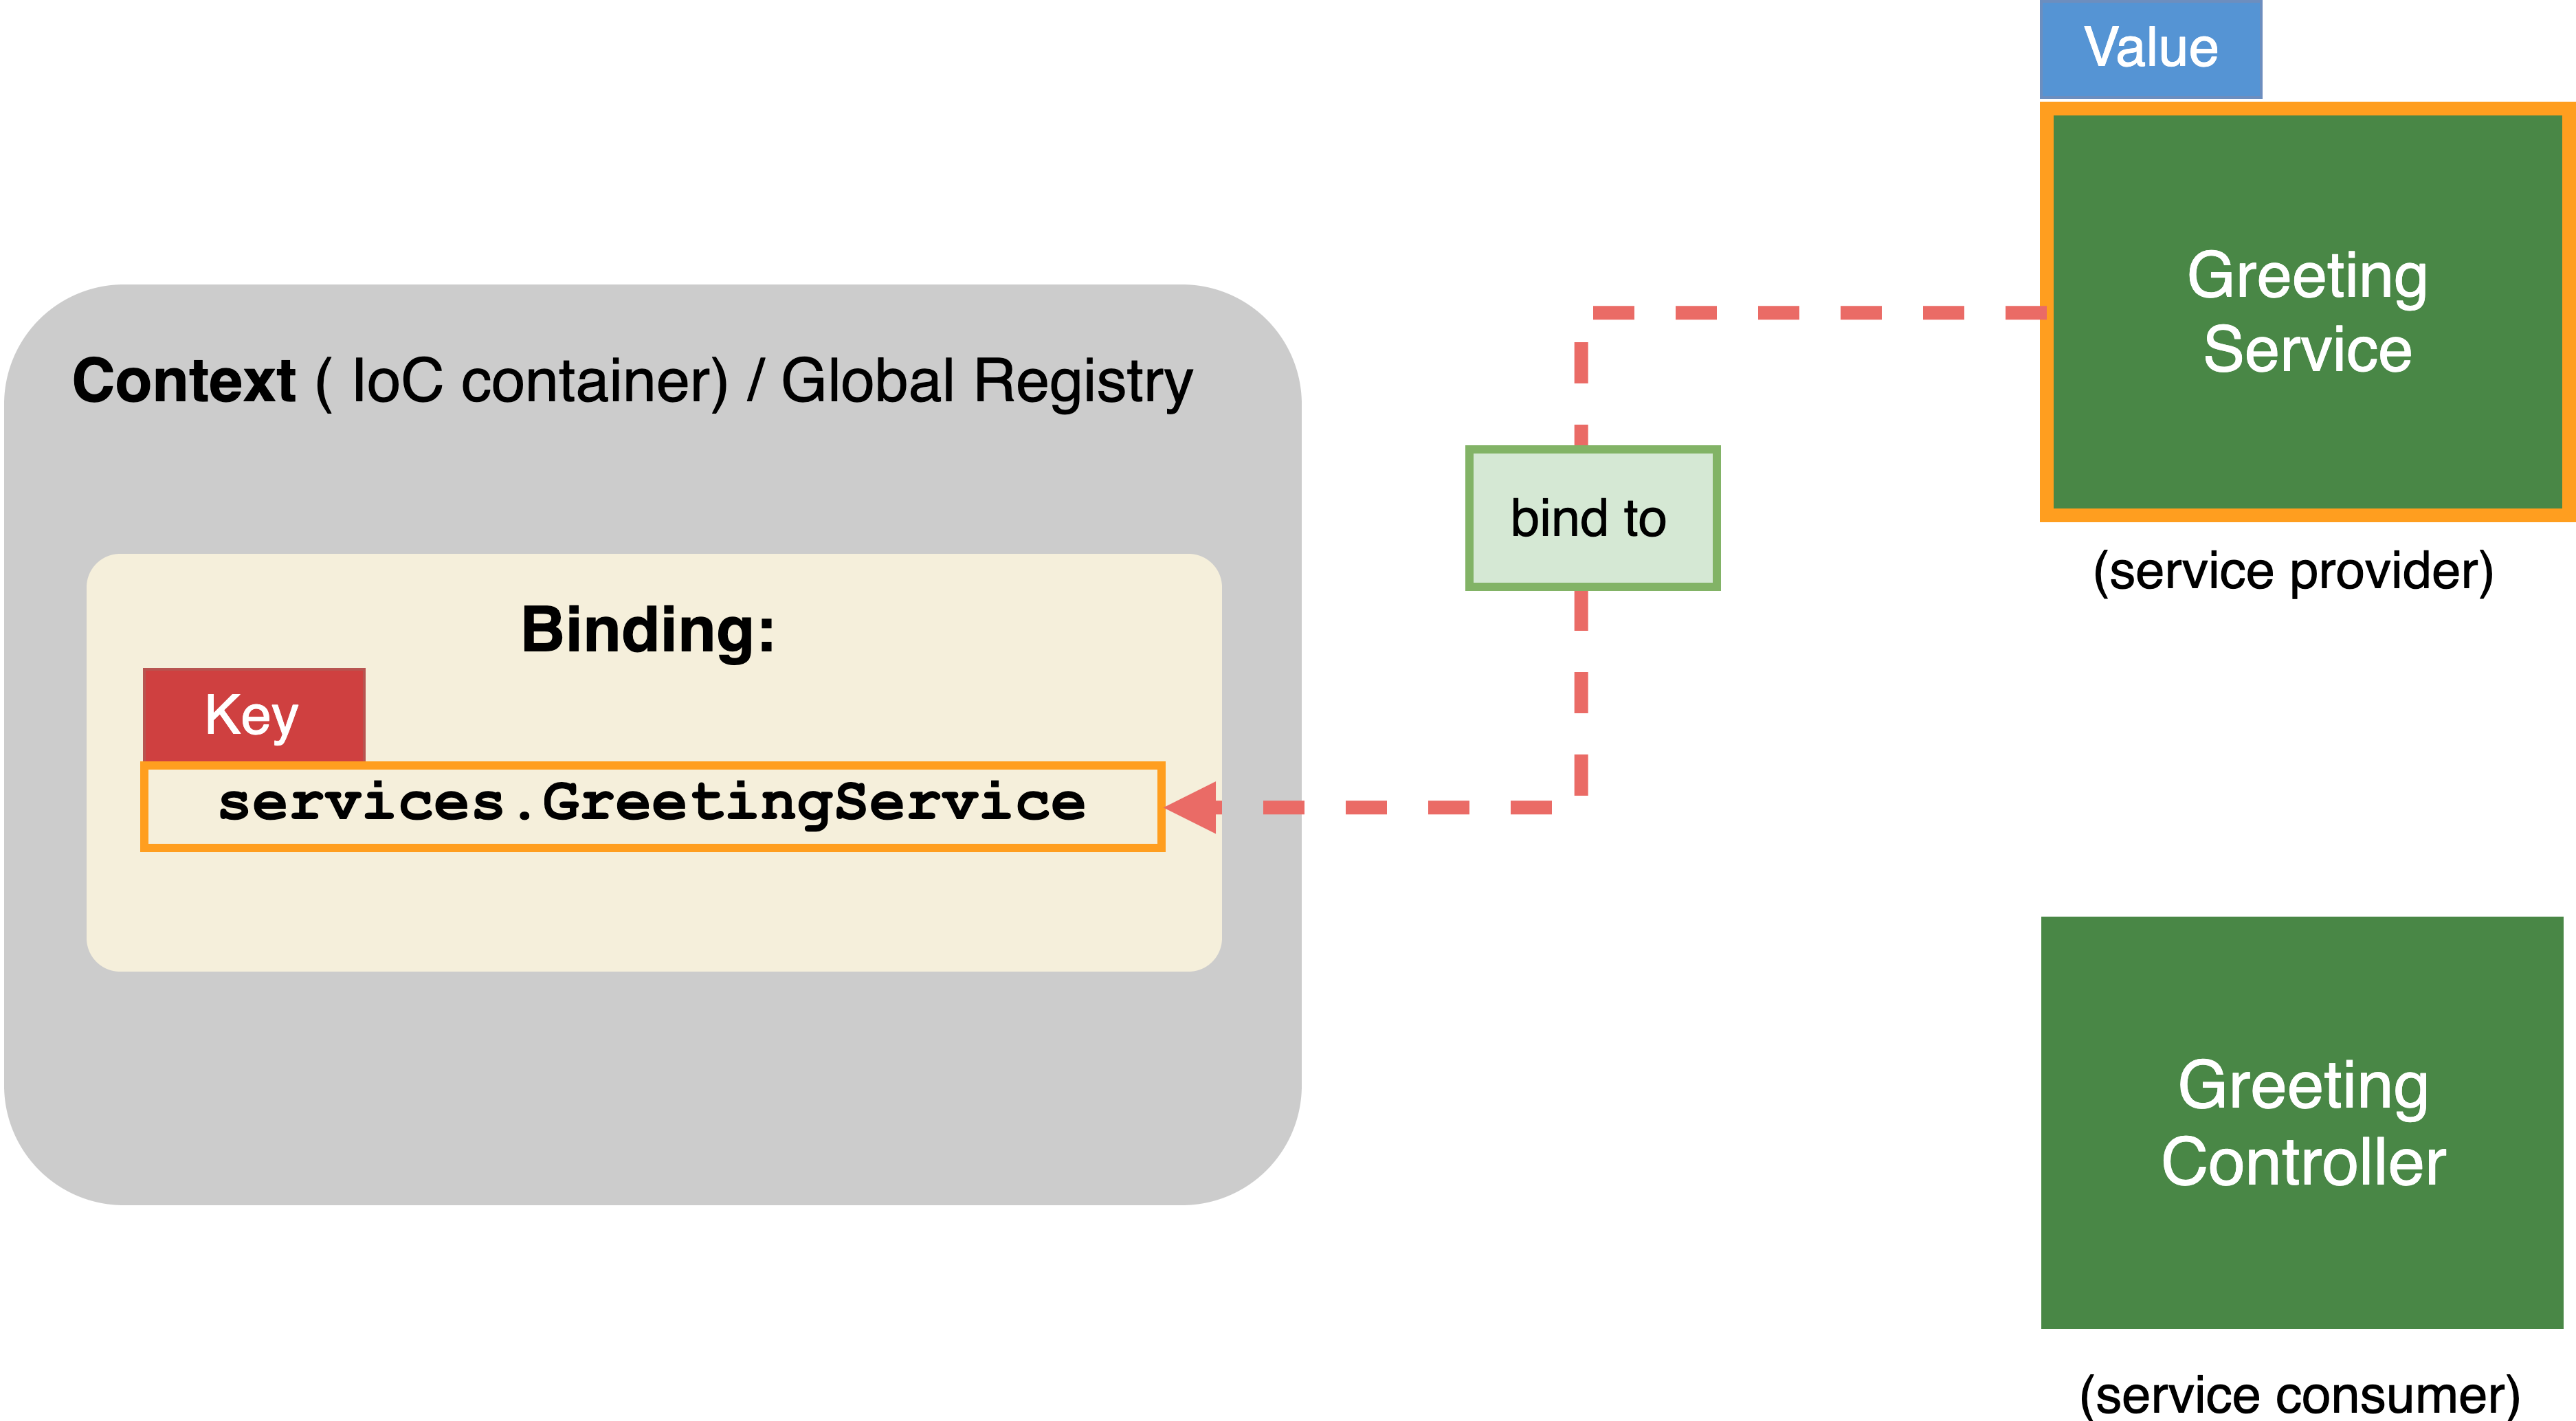 Value
Greeting
Service
(service provider)
Context ( IoC container) / Global Registry
bind to
Binding:
Key
services.GreetingService
Greeting
Controller
(service consumer)